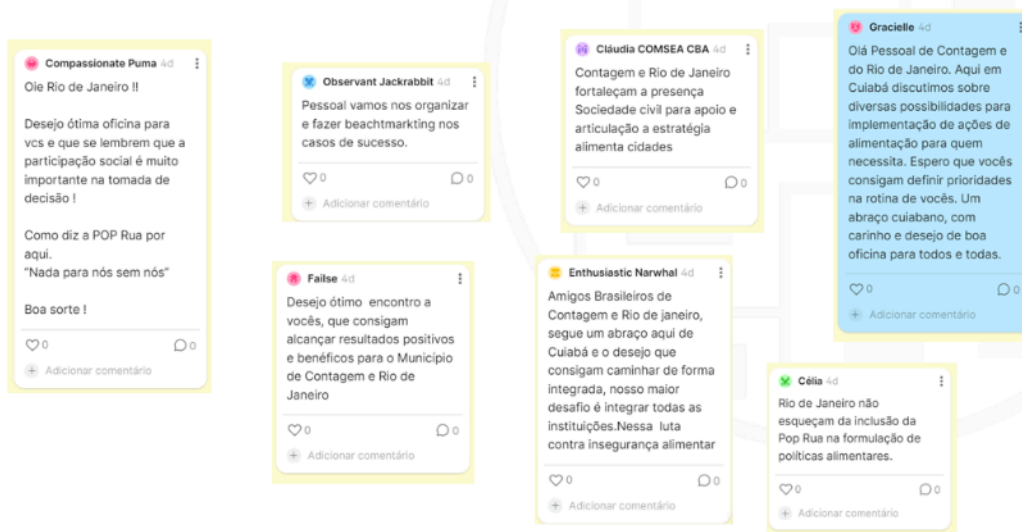 Compassionate Puma 4d
Oie Rio de Janeiro !!
Desejo ótima oficina para
vcs e que se lembrem que a
participação social é muito
importante na tomada de
decisão !
Como diz a POP Rua por
aqui.
"Nada para nós sem nós"
Boa sorte !
0 0
Adicionar comentário
Observant Jackrabbit 4d
Pessoal vamos nos organizar
e fazer beachtmarkting nos
casos de sucesso.
0 0
Adicionar comentário
Failse 4d
Desejo ótimo encontro a
vocês, que consigam
alcançar resultados positivos
e benéficos para o Município
de Contagem e Rio de
Janeiro
0 0
Adicionar comentário
Cláudia COMSEA CBA 4d
Contagem e Rio de Janeiro
fortaleçam a presença
Sociedade civil para apoio e
articulação a estratégia
alimenta cidades
0 0
Adicionar comentário
Enthusiastic Narwhal 4d
Amigos Brasileiros de
Contagem e Rio de janeiro,
segue um abraço aqui de
Cuiabá e o desejo que
consigam caminhar de forma
integrada, nosso maior
desafio é integrar todas as
instituições.Nessa luta
contra insegurança alimentar
0 0
Adicionar comentário
Gracielle 4d
Olá Pessoal de Contagem e
do Rio de Janeiro. Aqui em
Cuiabá discutimos sobre
diversas possibilidades para
implementação de ações de
alimentação para quem
necessita. Espero que vocês
consigam definir prioridades
na rotina de vocês. Um
abraço cuiabano, com
carinho e desejo de boa
oficina para todos e todas.
0 0
Adicionar comentário
Célia 4d
Rio de Janeiro não
esqueçam da inclusão da
Pop Rua na formulação de
políticas alimentares.
0 0
Adicionar comentário